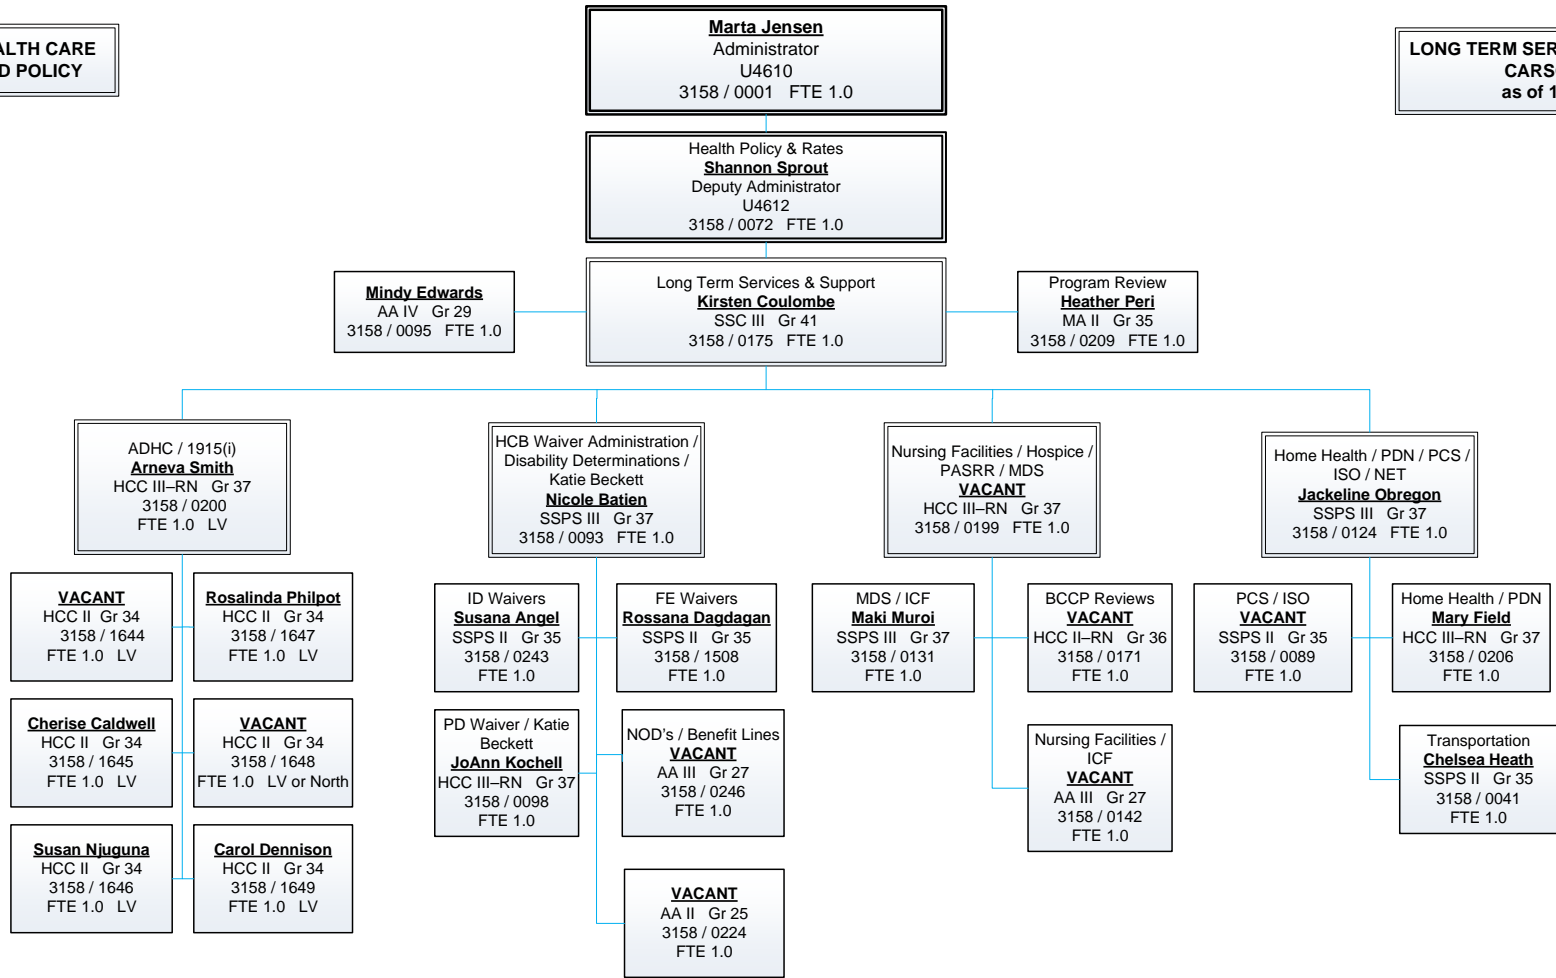 ALTH CARE
D POLICY
Marta Jensen
Administrator
U4610
3158 / 0001 FTE 1.0
LONG TERM SER
CARS
as of 1
Health Policy & Rates
Shannon Sprout
Deputy Administrator
U4612
3158 / 0072 FTE 1.0
Mindy Edwards
AA IV Gr 29
3158 / 0095 FTE 1.0
Long Term Services & Support
Kirsten Coulombe
SSC III Gr 41
3158 / 0175 FTE 1.0
Program Review
Heather Peri
MA II Gr 35
3158 / 0209 FTE 1.0
ADHC / 1915(i)
Arneva Smith
HCC III–RN Gr 37
3158 / 0200
FTE 1.0 LV
HCB Waiver Administration /
Disability Determinations /
Katie Beckett
Nicole Batien
SSPS III Gr 37
3158 / 0093 FTE 1.0
Nursing Facilities / Hospice /
PASRR / MDS
VACANT
HCC III–RN Gr 37
3158 / 0199 FTE 1.0
Home Health / PDN / PCS /
ISO / NET
Jackeline Obregon
SSPS III Gr 37
3158 / 0124 FTE 1.0
VACANT
HCC II Gr 34
3158 / 1644
FTE 1.0 LV
Rosalinda Philpot
HCC II Gr 34
3158 / 1647
FTE 1.0 LV
ID Waivers
Susana Angel
SSPS II Gr 35
3158 / 0243
FTE 1.0
FE Waivers
Rossana Dagdagan
SSPS II Gr 35
3158 / 1508
FTE 1.0
MDS / ICF
Maki Muroi
SSPS III Gr 37
3158 / 0131
FTE 1.0
BCCP Reviews
VACANT
HCC II–RN Gr 36
3158 / 0171
FTE 1.0
PCS / ISO
VACANT
SSPS II Gr 35
3158 / 0089
FTE 1.0
Home Health / PDN
Mary Field
HCC III–RN Gr 37
3158 / 0206
FTE 1.0
Cherise Caldwell
HCC II Gr 34
3158 / 1645
FTE 1.0 LV
VACANT
HCC II Gr 34
3158 / 1648
FTE 1.0 LV or North
PD Waiver / Katie
Beckett
JoAnn Kochell
HCC III–RN Gr 37
3158 / 0098
FTE 1.0
NOD's / Benefit Lines
VACANT
AA III Gr 27
3158 / 0246
FTE 1.0
Nursing Facilities /
ICF
VACANT
AA III Gr 27
3158 / 0142
FTE 1.0
Transportation
Chelsea Heath
SSPS II Gr 35
3158 / 0041
FTE 1.0
Susan Njuguna
HCC II Gr 34
3158 / 1646
FTE 1.0 LV
Carol Dennison
HCC II Gr 34
3158 / 1649
FTE 1.0 LV
VACANT
AA II Gr 25
3158 / 0224
FTE 1.0